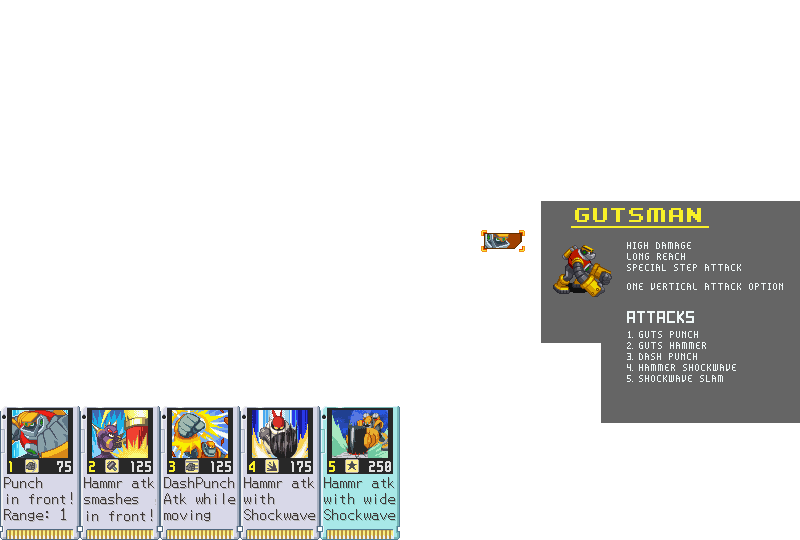 GUTSMAN
HIGH DAMAGE
LONG REACH
SPECIAL STEP ATTACK
ONE VERTICAL ATTACK OPTION
ATTACKS
1. GUTS PUNCH
2. GUTS HAMMER
3. DASH PUNCH
4. HAMMER SHOCKWAVE
5. SHOCKWAVE SLAM
1 75
Punch
in front!
Range: 1
2 125
Hammr atk
smashes
in front!
3 125
DashPunch
Atk while
moving
4 175
Hammr atk
with
Shockwave
5 250
Hammr atk
with wide
Shockwave